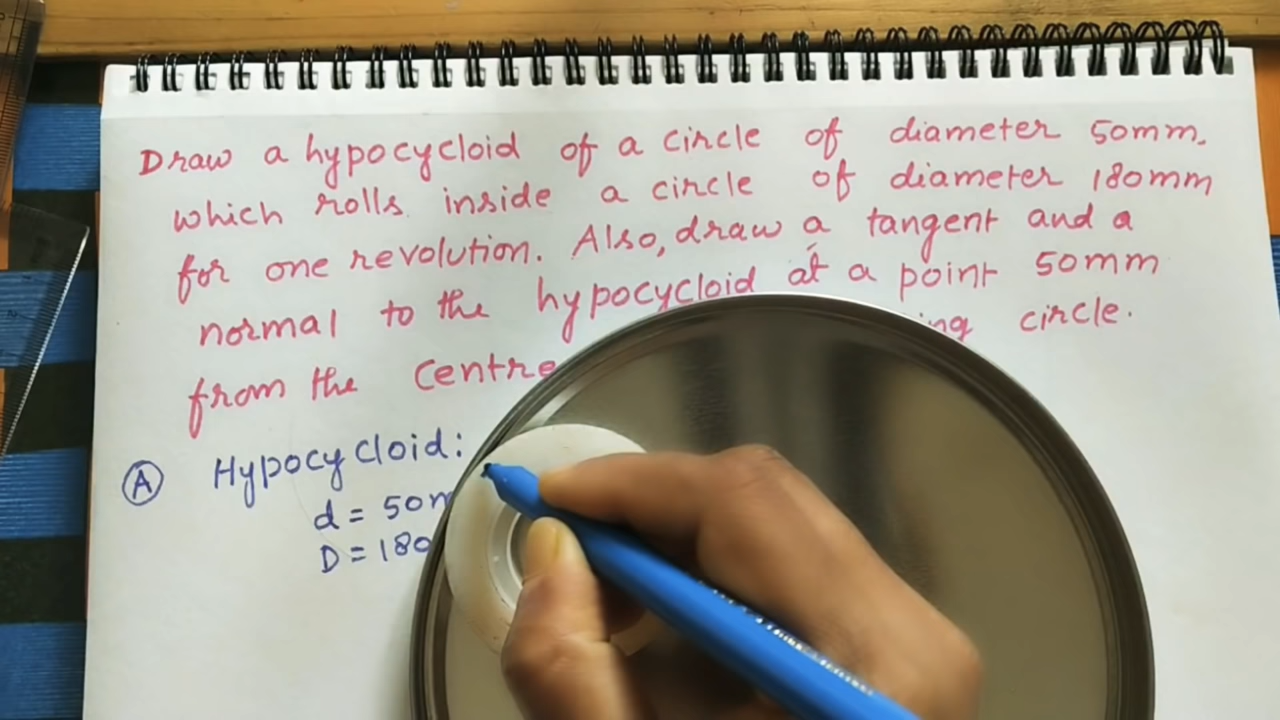 Draw a hypocycloid of a circle of diameter 50mm.
which rolls inside a circle of diameter 180mm
for one revolution. Also, draw a tangent and a
normal to the hypocycloid at a point 50mm
from the centre circle.
A Hypocycloid:
d = 50
D = 180